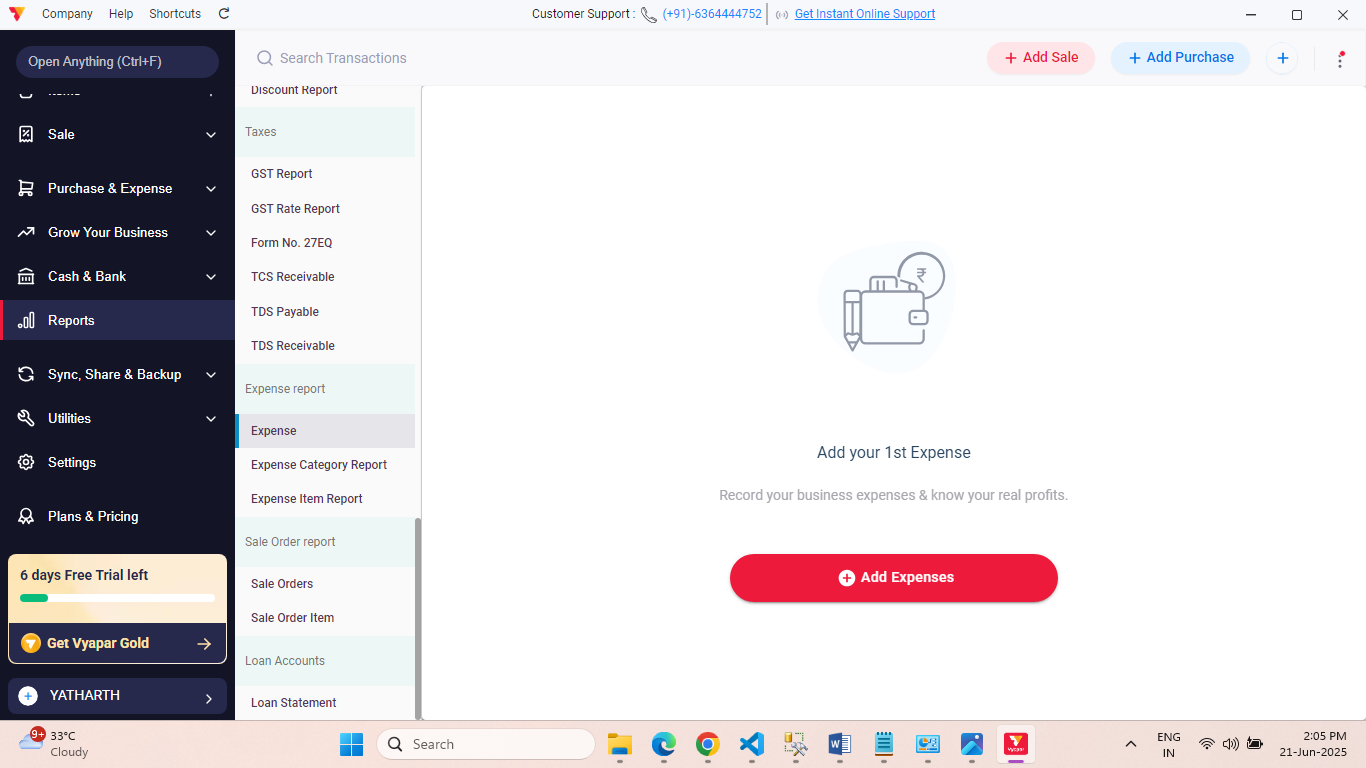 Company Help Shortcuts
Customer Support : (+91)-6364444752 Get Instant Online Support
Open Anything (Ctrl+F)
Search Transactions
Add Sale
Add Purchase
Sale
Purchase & Expense
Grow Your Business
Cash & Bank
Reports
Sync, Share & Backup
Utilities
Settings
Plans & Pricing
6 days Free Trial left
Get Vyapar Gold
YATHARTH
Discount Report
Taxes
GST Report
GST Rate Report
Form No. 27EQ
TCS Receivable
TDS Payable
TDS Receivable
Expense report
Expense
Expense Category Report
Expense Item Report
Sale Order report
Sale Orders
Sale Order Item
Loan Accounts
Loan Statement
₹
Add your 1st Expense
Record your business expenses & know your real profits.
Add Expenses
9+
33°C
Cloudy
Search
W
Vyapar
ENG
IN
2:05 PM
21-Jun-2025